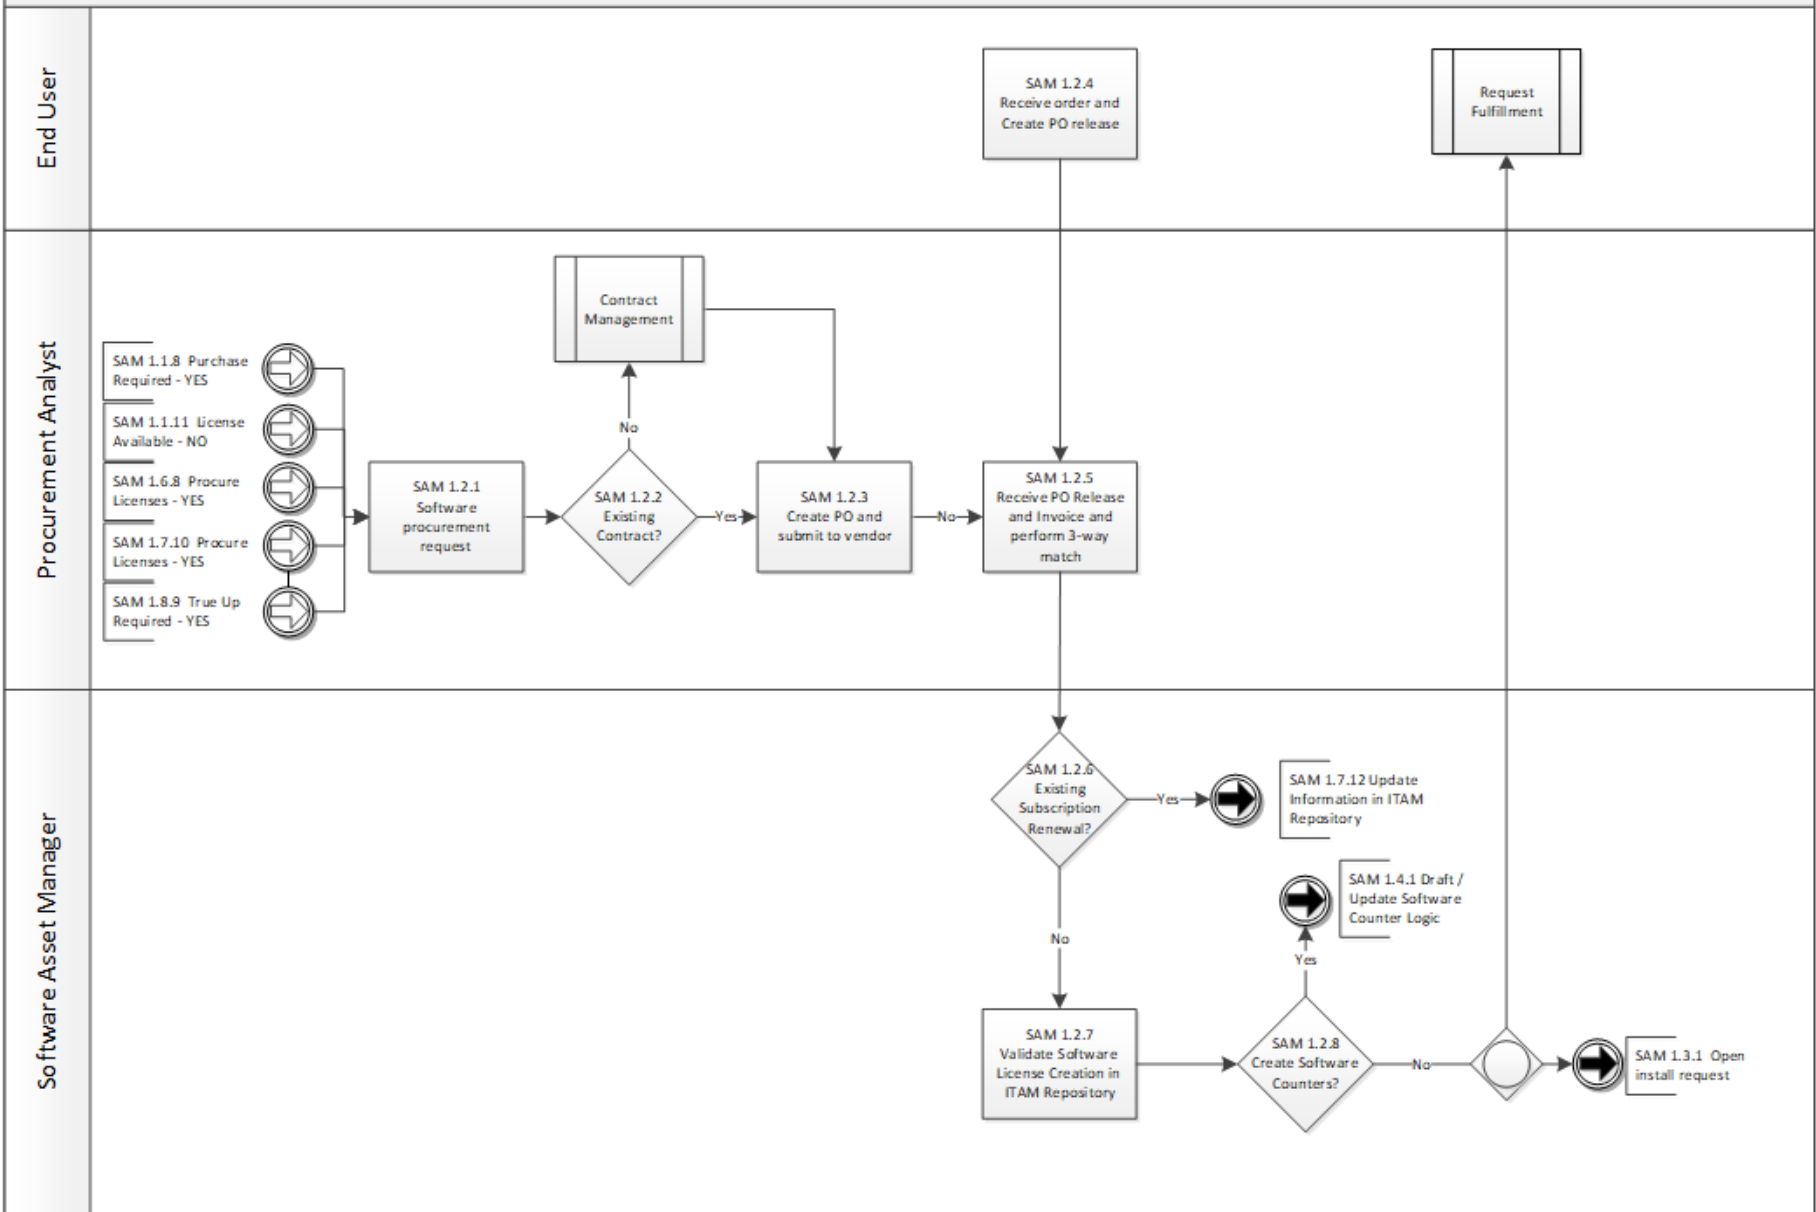 End User
SAM 1.2.4
Receive order and
Create PO release
Request
Fulfillment
Procurement Analyst
Contract
Management
SAM 1.1.8 Purchase
Required - YES
SAM 1.1.11 License
Available - NO
SAM 1.6.8 Procure
Licenses - YES
SAM 1.7.10 Procure
Licenses - YES
SAM 1.8.9 True Up
Required - YES
SAM 1.2.1
Software
procurement
request
No
SAM 1.2.2
Existing
Contract?
Yes
SAM 1.2.3
Create PO and
submit to vendor
No
SAM 1.2.5
Receive PO Release
and Invoice and
perform 3-way
match
Software Asset Manager
SAM 1.2.6
Existing
Subscription
Renewal?
Yes
SAM 1.7.12 Update
Information in ITAM
Repository
No
SAM 1.4.1 Draft /
Update Software
Counter Logic
Yes
SAM 1.2.7
Validate Software
License Creation in
ITAM Repository
SAM 1.2.8
Create Software
Counters?
No
SAM 1.3.1 Open
install request